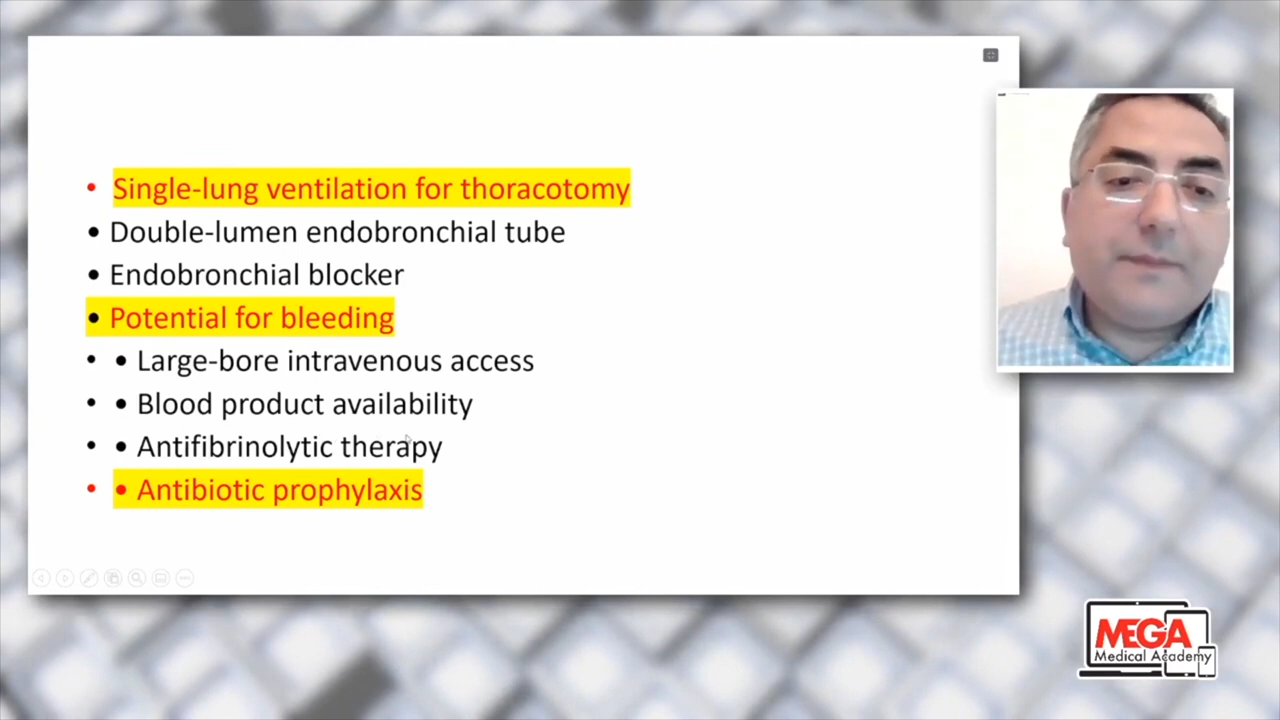 • Single-lung ventilation for thoracotomy
• Double-lumen endobronchial tube
• Endobronchial blocker
• Potential for bleeding
• • Large-bore intravenous access
• • Blood product availability
• • Antifibrinolytic therapy
• • Antibiotic prophylaxis
MEGA
Medical Academy